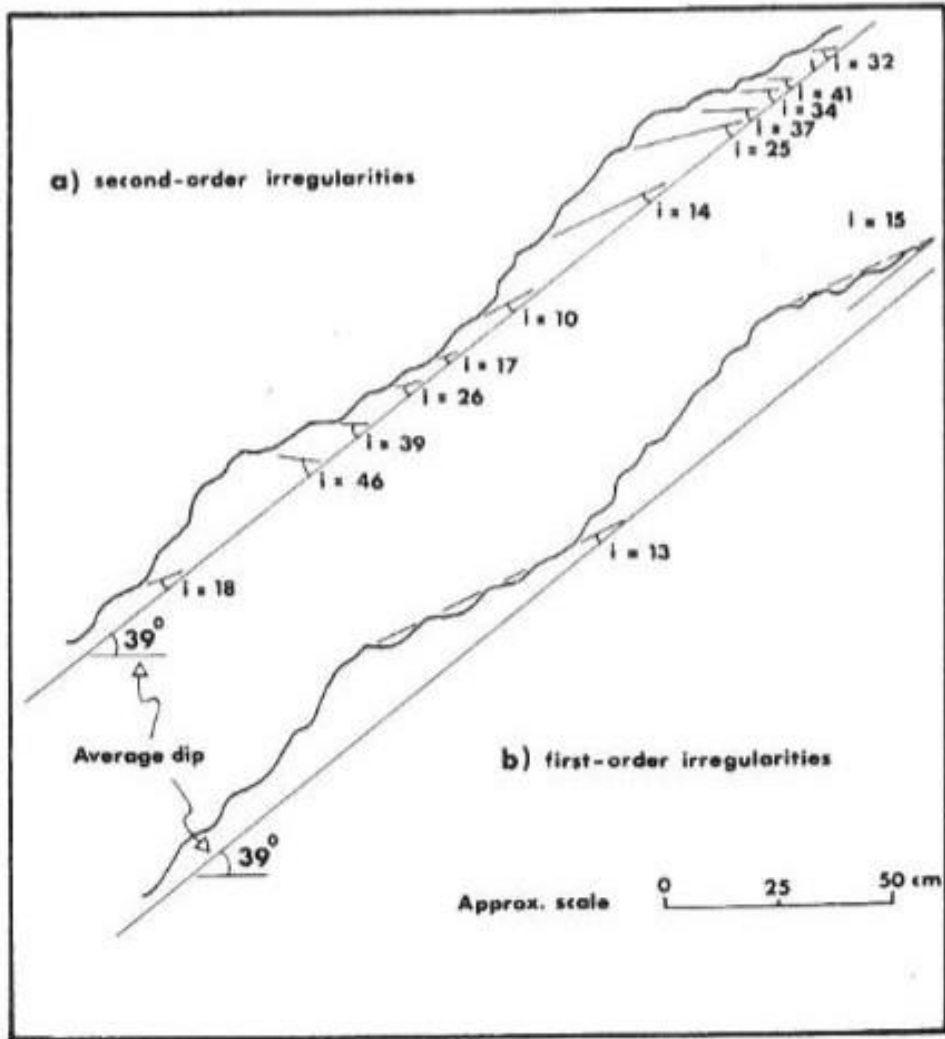 i = 32
i = 41
i = 34
i = 37
i = 25
a) second-order irregularities
i = 14
i = 15
i = 10
i = 17
i = 26
i = 39
i = 46
i = 13
i = 18
39°
Average dip
b) first-order irregularities
39°
0 25 50 cm
Approx. scale